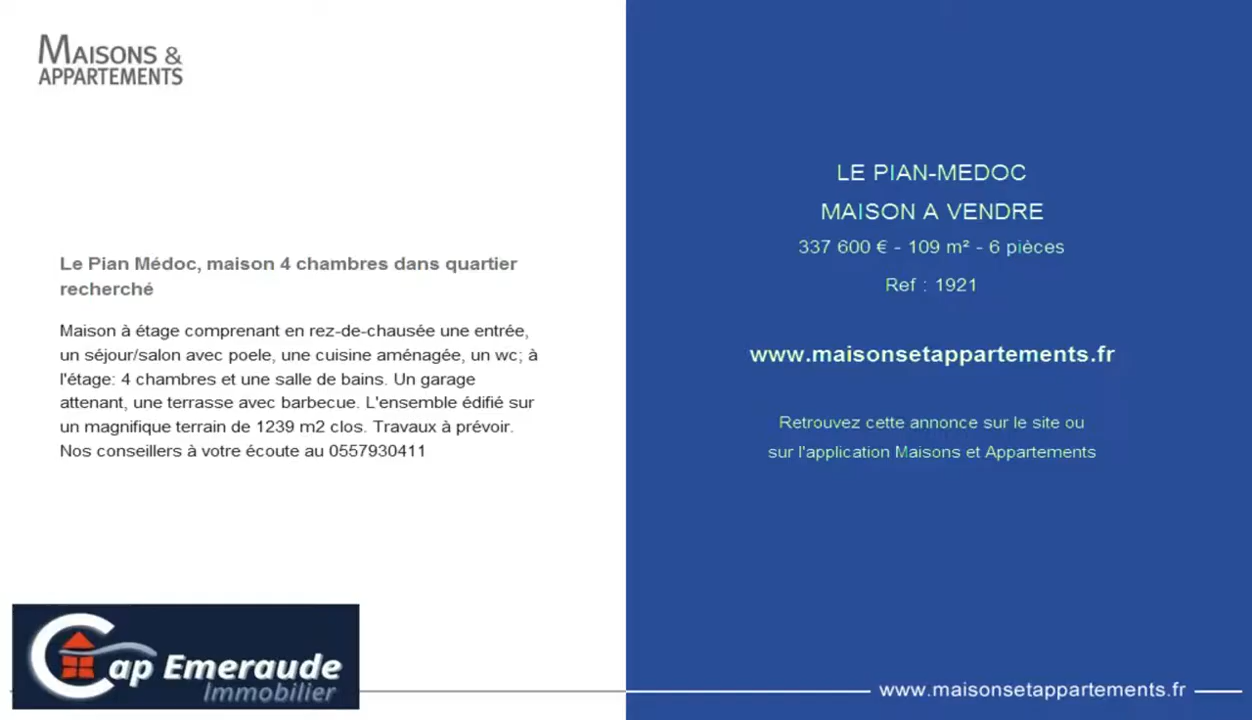 MAISONS &
APPARTEMENTS
Le Pian Médoc, maison 4 chambres dans quartier
recherché
Maison à étage comprenant en rez-de-chausée une entrée,
un séjour/salon avec poele, une cuisine aménagée, un wc; à
l'étage: 4 chambres et une salle de bains. Un garage
attenant, une terrasse avec barbecue. L'ensemble édifié sur
un magnifique terrain de 1239 m2 clos. Travaux à prévoir.
Nos conseillers à votre écoute au 0557930411
Cap Emeraude
Immobilier
LE PIAN-MEDOC
MAISON A VENDRE
337 600 € - 109 m² - 6 pièces
Ref : 1921
www.maisonsetappartements.fr
Retrouvez cette annonce sur le site ou
sur l'application Maisons et Appartements
www.maisonsetappartements.fr